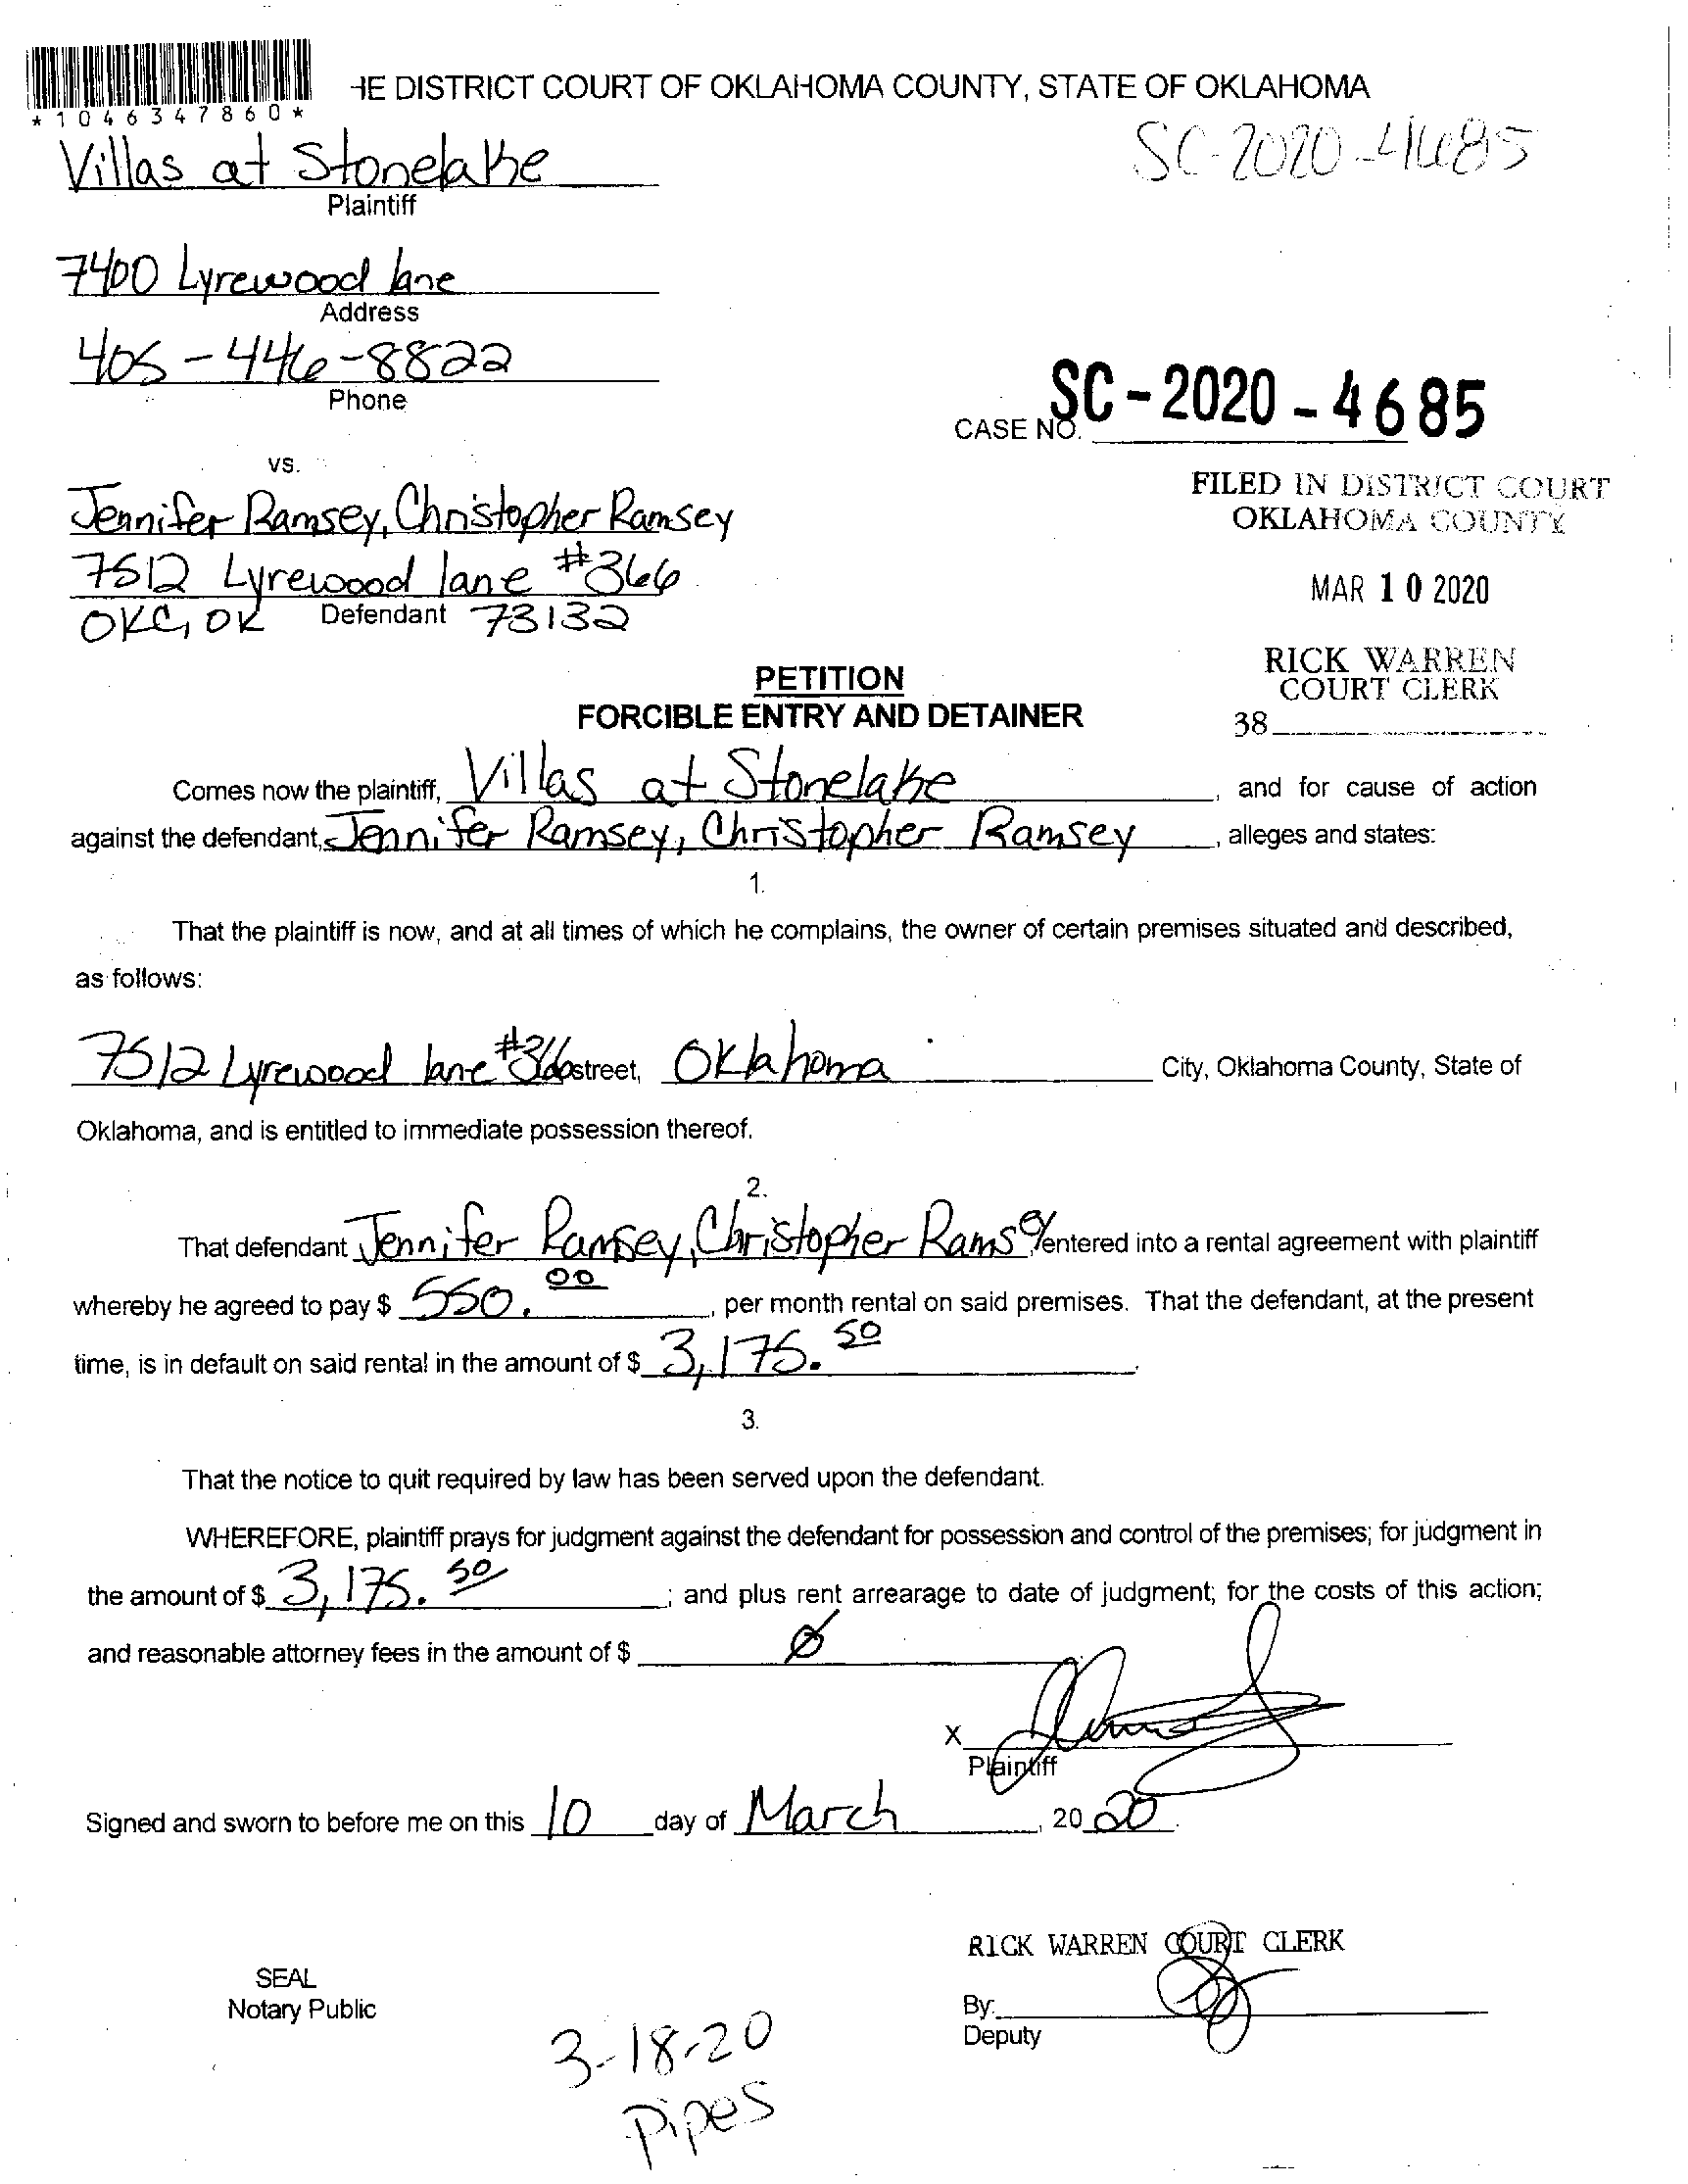 HE DISTRICT COURT OF OKLAHOMA COUNTY, STATE OF OKLAHOMA
*1046347860*
SC-2020-4685
Villas at Stonelake
Plaintiff
7400 Lyrewood lane
Address
405-446-8822
Phone
CASE NO. SC-2020-4685
vs.
FILED IN DISTRICT COURT
OKLAHOMA COUNTY
Jennifer Ramsey, Christopher Ramsey
7512 Lyrewood lane #366
OKC, OK Defendant 73132
MAR 10 2020
RICK WARREN
COURT CLERK
38
PETITION
FORCIBLE ENTRY AND DETAINER
Comes now the plaintiff, Villas at Stonelake, and for cause of action
against the defendant, Jennifer Ramsey, Christopher Ramsey, alleges and states:
1.
That the plaintiff is now, and at all times of which he complains, the owner of certain premises situated and described,
as follows:
7512 Lyrewood lane #366 street, Oklahoma City, Oklahoma County, State of
Oklahoma, and is entitled to immediate possession thereof.
2.
That defendant Jennifer Ramsey, Christopher Ramsey entered into a rental agreement with plaintiff
whereby he agreed to pay $ 550.00, per month rental on said premises. That the defendant, at the present
time, is in default on said rental in the amount of $ 3,175.50.
3.
That the notice to quit required by law has been served upon the defendant.
WHEREFORE, plaintiff prays for judgment against the defendant for possession and control of the premises; for judgment in
the amount of $ 3,175.50; and plus rent arrearage to date of judgment; for the costs of this action;
and reasonable attorney fees in the amount of $ Ø.
X
Plaintiff
Signed and sworn to before me on this 10 day of March, 2020.
RICK WARREN COURT CLERK
SEAL
Notary Public
By:
Deputy
3-18-20
Pipes